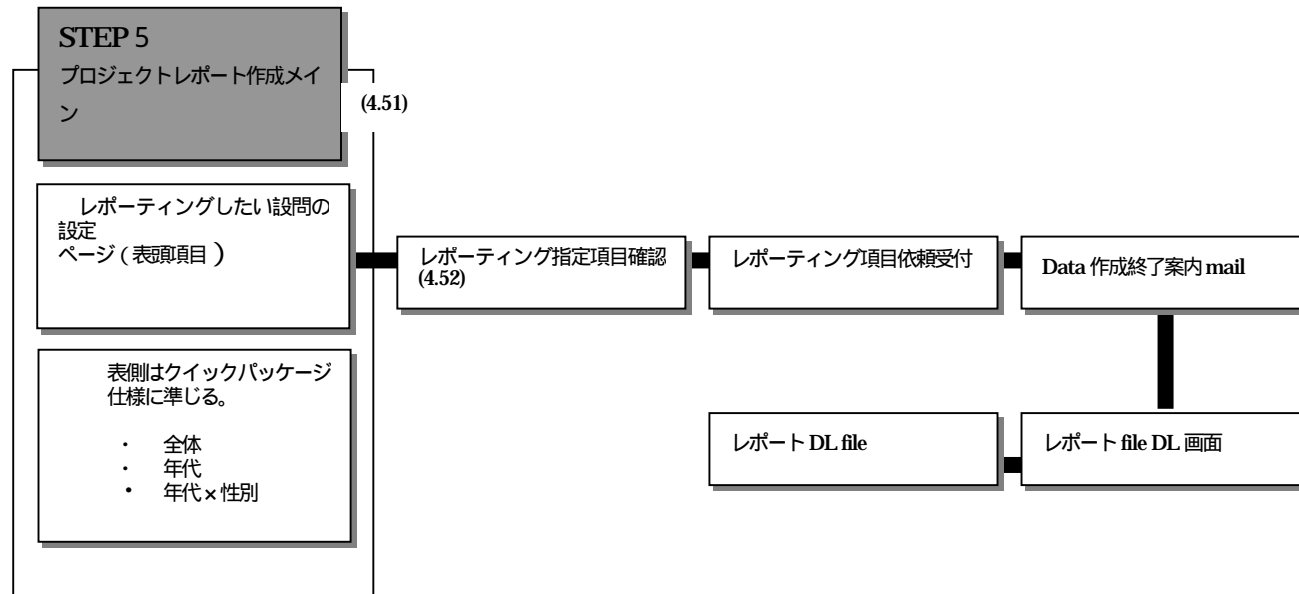 STEP 5
プロジェクトレポート作成メイ
ン
(4.51)
レポーティングしたい設問の
設定
ページ（表頭項目）
表側はクイックパッケージ
仕様に準じる。
・ 全体
・ 年代
・ 年代×性別
レポーティング指定項目確認
(4.52)
レポーティング項目依頼受付
Data 作成終了案内 mail
レポート DL file
レポート file DL 画面